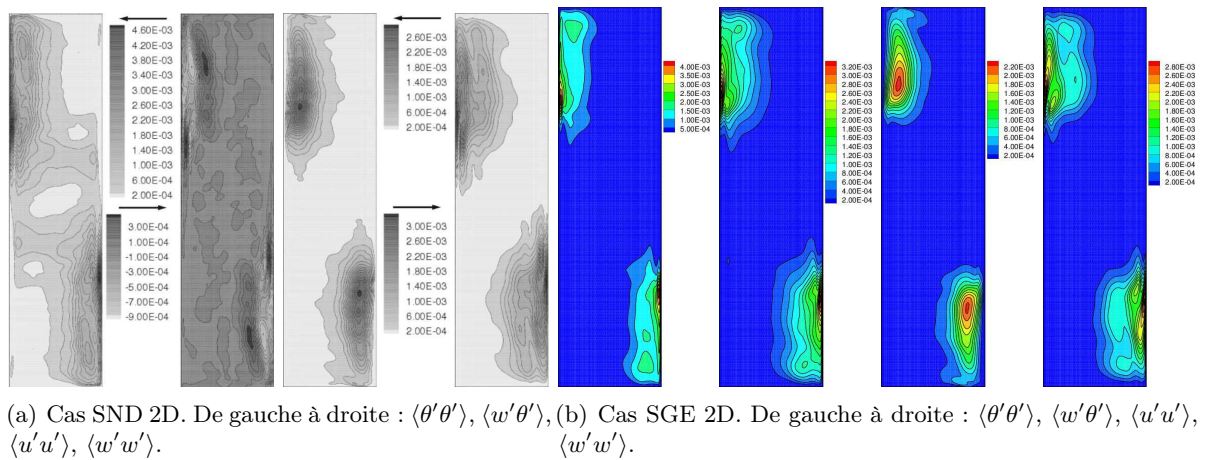 4.60E-03
4.20E-03
3.80E-03
3.40E-03
3.00E-03
2.60E-03
2.20E-03
1.80E-03
1.40E-03
1.00E-03
6.00E-04
2.00E-04
3.00E-04
1.00E-04
-1.00E-04
-3.00E-04
-5.00E-04
-7.00E-04
-9.00E-04
2.60E-03
2.20E-03
1.80E-03
1.40E-03
1.00E-03
6.00E-04
2.00E-04
3.00E-03
2.60E-03
2.20E-03
1.80E-03
1.40E-03
1.00E-03
6.00E-04
2.00E-04
4.00E-03
3.50E-03
3.00E-03
2.50E-03
2.00E-03
1.50E-03
1.00E-03
5.00E-04
3.20E-03
3.00E-03
2.80E-03
2.60E-03
2.40E-03
2.20E-03
2.00E-03
1.80E-03
1.60E-03
1.40E-03
1.20E-03
1.00E-03
8.00E-04
6.00E-04
4.00E-04
2.00E-04
2.20E-03
2.00E-03
1.80E-03
1.60E-03
1.40E-03
1.20E-03
1.00E-03
8.00E-04
6.00E-04
4.00E-04
2.00E-04
2.80E-03
2.60E-03
2.40E-03
2.20E-03
2.00E-03
1.80E-03
1.60E-03
1.40E-03
1.20E-03
1.00E-03
8.00E-04
6.00E-04
4.00E-04
2.00E-04
(a) Cas SND 2D. De gauche à droite : ⟨θ′θ′⟩, ⟨w′θ′⟩,
⟨u′u′⟩, ⟨w′w′⟩.
(b) Cas SGE 2D. De gauche à droite : ⟨θ′θ′⟩, ⟨w′θ′⟩, ⟨u′u′⟩,
⟨w′w′⟩.